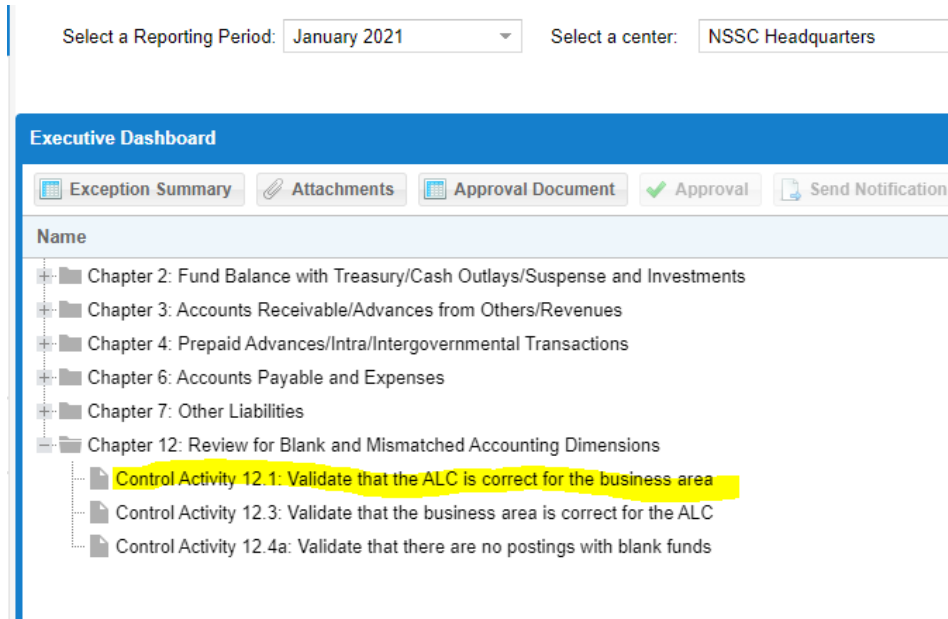 Select a Reporting Period: January 2021 Select a center: NSSC Headquarters
Executive Dashboard
Exception Summary Attachments Approval Document Approval Send Notification
Name
Chapter 2: Fund Balance with Treasury/Cash Outlays/Suspense and Investments
Chapter 3: Accounts Receivable/Advances from Others/Revenues
Chapter 4: Prepaid Advances/Intra/Intergovernmental Transactions
Chapter 6: Accounts Payable and Expenses
Chapter 7: Other Liabilities
Chapter 12: Review for Blank and Mismatched Accounting Dimensions
Control Activity 12.1: Validate that the ALC is correct for the business area
Control Activity 12.3: Validate that the business area is correct for the ALC
Control Activity 12.4a: Validate that there are no postings with blank funds